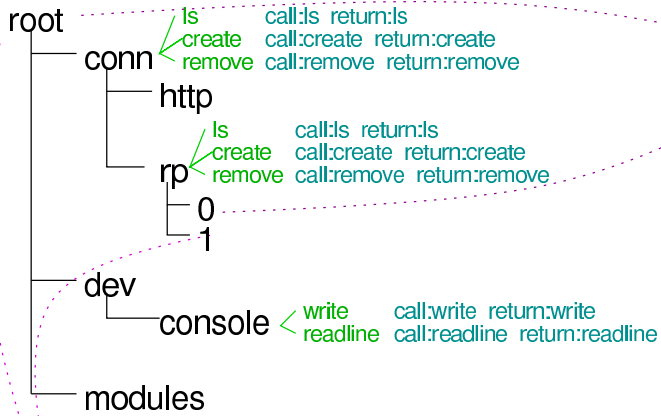 root
ls call:ls return:ls
create call:create return:create
conn
remove call:remove return:remove
http
ls call:ls return:ls
create call:create return:create
rp
remove call:remove return:remove
0
1
dev
write call:write return:write
console
readline call:readline return:readline
modules